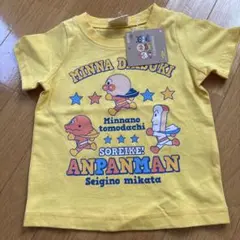 MINNA DAISUKI
Minnano
tomodachi
SOREIKE!
ANPANMAN
Seigino mikata